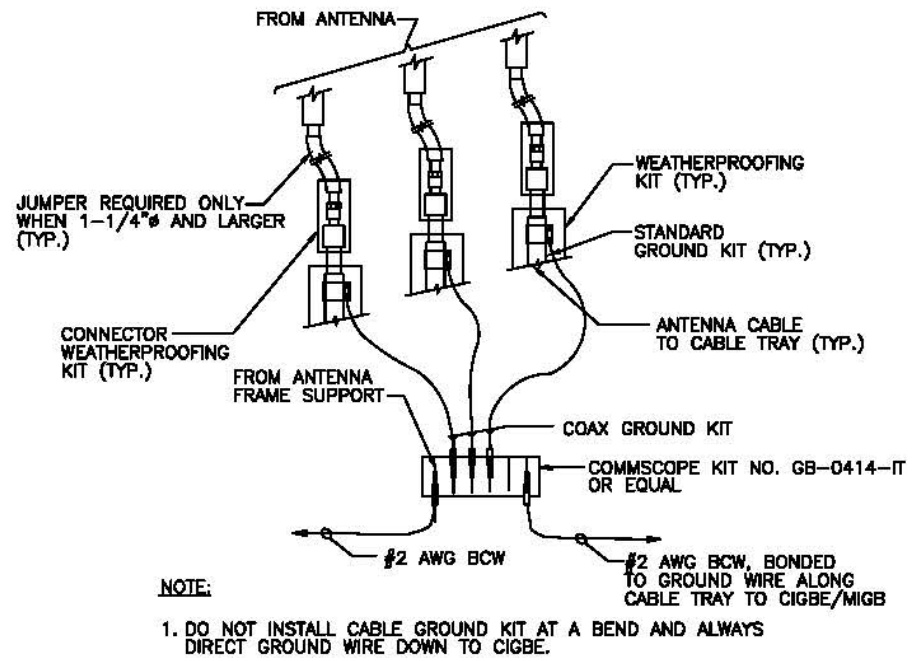 FROM ANTENNA
WEATHERPROOFING
KIT (TYP.)
JUMPER REQUIRED ONLY
WHEN 1-1/4"ø AND LARGER
(TYP.)
STANDARD
GROUND KIT (TYP.)
ANTENNA CABLE
TO CABLE TRAY (TYP.)
CONNECTOR
WEATHERPROOFING
KIT (TYP.)
FROM ANTENNA
FRAME SUPPORT
COAX GROUND KIT
COMMSCOPE KIT NO. GB-0414-IT
OR EQUAL
#2 AWG BCW
#2 AWG BCW, BONDED
TO GROUND WIRE ALONG
CABLE TRAY TO CIGBE/MIGB
NOTE:
1. DO NOT INSTALL CABLE GROUND KIT AT A BEND AND ALWAYS
DIRECT GROUND WIRE DOWN TO CIGBE.